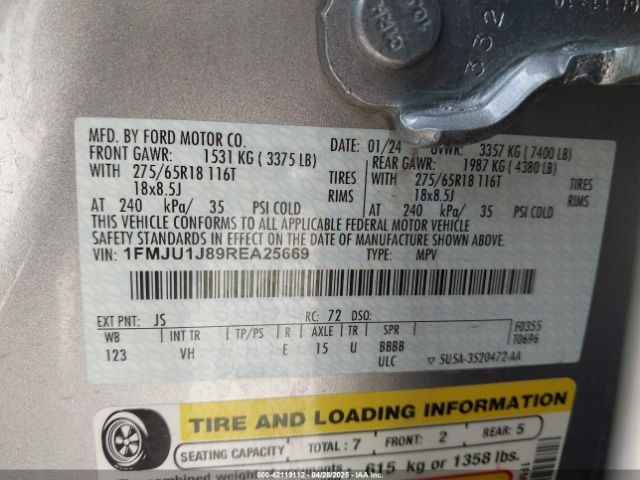 332
MFD. BY FORD MOTOR CO.
DATE: 01/24 GVWR: 3357 KG ( 7400 LB)
FRONT GAWR: 1531 KG ( 3375 LB)
REAR GAWR: 1987 KG ( 4380 LB)
WITH 275/65R18 116T TIRES
18x8.5J RIMS
WITH 275/65R18 116T TIRES
18x8.5J RIMS
AT 240 kPa/ 35 PSI COLD
AT 240 kPa/ 35 PSI COLD
THIS VEHICLE CONFORMS TO ALL APPLICABLE FEDERAL MOTOR VEHICLE
SAFETY STANDARDS IN EFFECT ON THE DATE OF MANUFACTURE SHOWN ABOVE.
VIN: 1FMJU1J89REA25669 TYPE: MPV
EXT PNT: JS RC: 72 DSO: F0355
WB INT TR TP/PS R AXLE TR SPR T0696
123 VH E 15 U BBBB
ULC ▽ 5U5A-3520472-AA
TIRE AND LOADING INFORMATION
SEATING CAPACITY TOTAL : 7 FRONT: 2 REAR: 5
combined weight 615 kg or 1358 lbs.
000-42119112 - 04/28/2025 - IAA Inc.